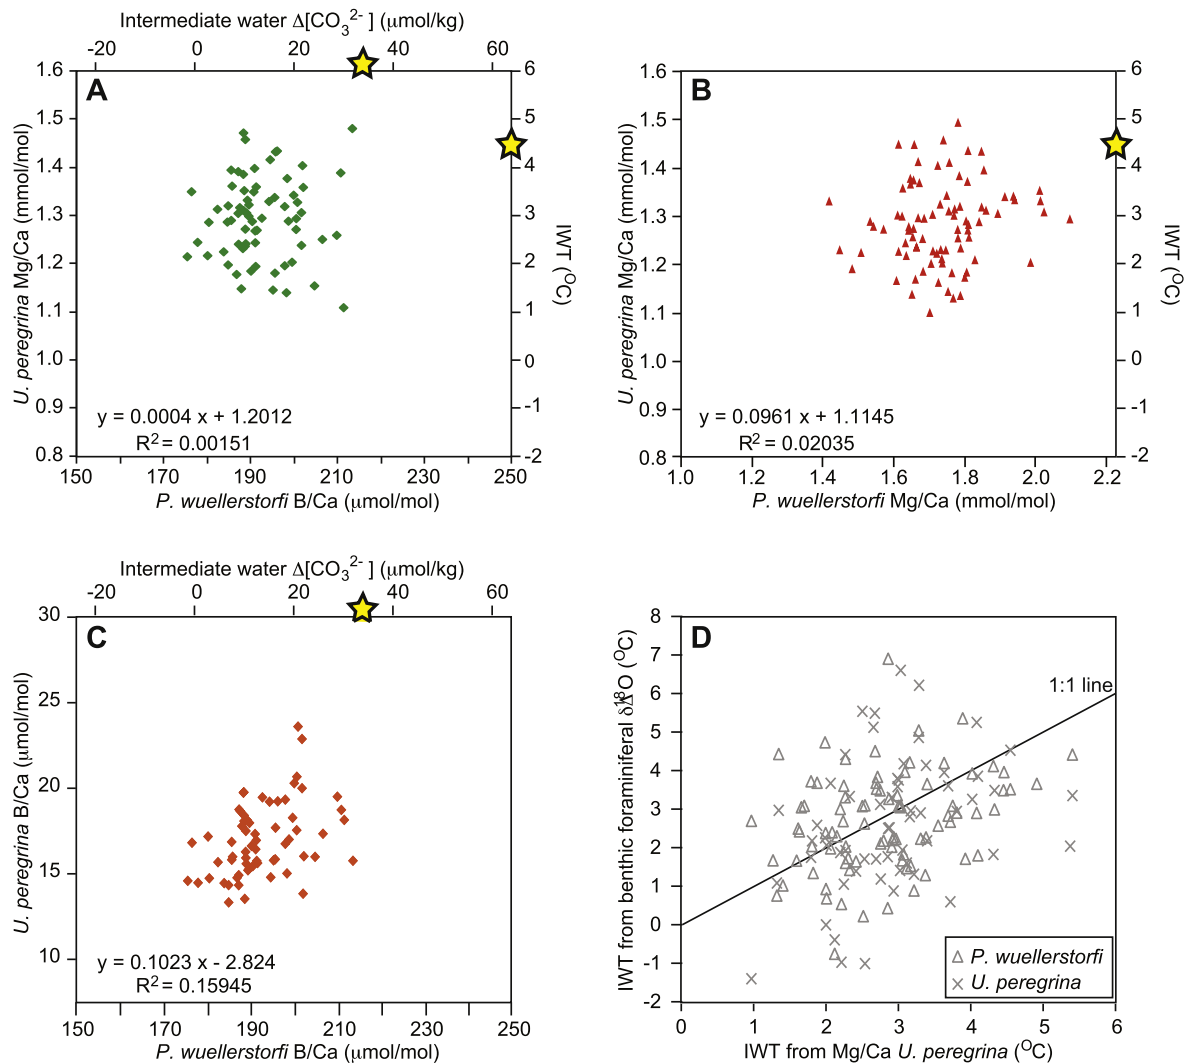 Intermediate water Δ[CO₃²⁻ ] (μmol/kg)
-20 0 20 40 60
A
1.6
1.5
1.4
1.3
1.2
1.1
1.0
0.9
0.8
U. peregrina Mg/Ca (mmol/mol)
6
5
4
3
2
1
0
-1
-2
IWT (ᴼC)
y = 0.0004 x + 1.2012
R² = 0.00151
150 170 190 210 230 250
P. wuellerstorfi B/Ca (μmol/mol)
B
1.6
1.5
1.4
1.3
1.2
1.1
1.0
0.9
0.8
U. peregrina Mg/Ca (mmol/mol)
6
5
4
3
2
1
0
-1
-2
IWT (ᴼC)
y = 0.0961 x + 1.1145
R² = 0.02035
1.0 1.2 1.4 1.6 1.8 2.0 2.2
P. wuellerstorfi Mg/Ca (mmol/mol)
Intermediate water Δ[CO₃²⁻ ] (μmol/kg)
-20 0 20 40 60
C
30
25
20
15
10
U. peregrina B/Ca (μmol/mol)
y = 0.1023 x - 2.824
R² = 0.15945
150 170 190 210 230 250
P. wuellerstorfi B/Ca (μmol/mol)
D
8
7
6
5
4
3
2
1
0
-1
-2
IWT from benthic foraminiferal δ¹⁸O (ᴼC)
1:1 line
P. wuellerstorfi
U. peregrina
0 1 2 3 4 5 6
IWT from Mg/Ca U. peregrina (ᴼC)